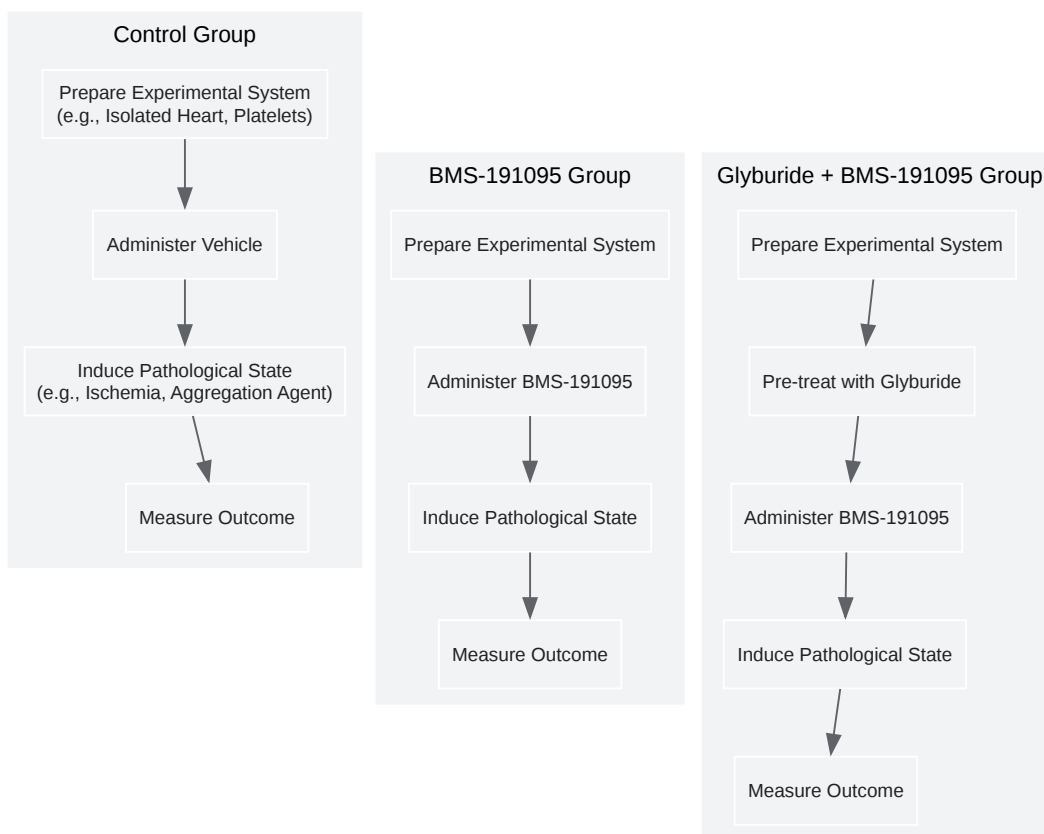 Control Group
Prepare Experimental System
(e.g., Isolated Heart, Platelets)
Administer Vehicle
Induce Pathological State
(e.g., Ischemia, Aggregation Agent)
Measure Outcome
BMS-191095 Group
Prepare Experimental System
Administer BMS-191095
Induce Pathological State
Measure Outcome
Glyburide + BMS-191095 Group
Prepare Experimental System
Pre-treat with Glyburide
Administer BMS-191095
Induce Pathological State
Measure Outcome